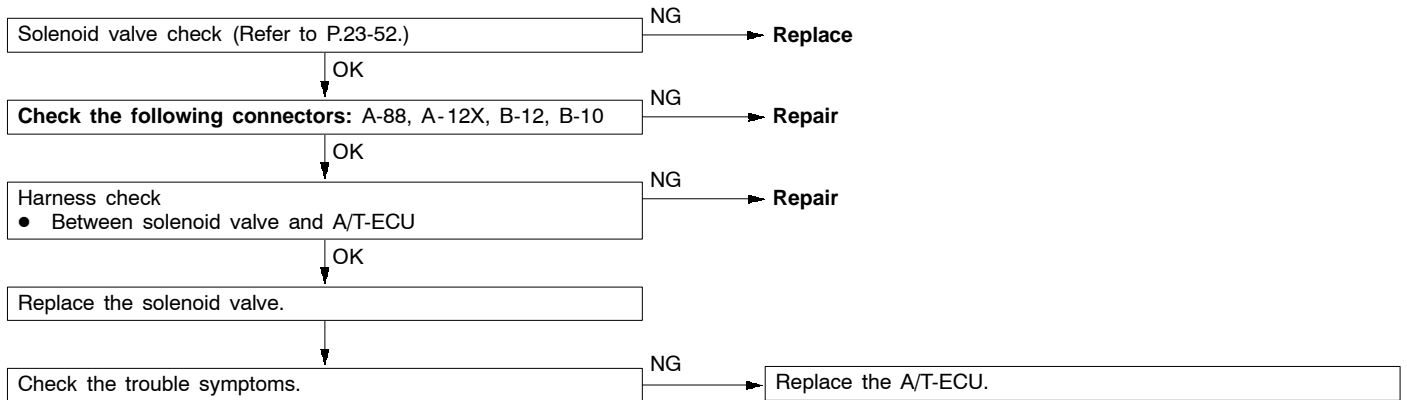 NG
Solenoid valve check (Refer to P.23-52.)
Replace
OK
NG
Check the following connectors: A-88, A-12X, B-12, B-10
Repair
OK
NG
Harness check
Repair
● Between solenoid valve and A/T-ECU
OK
Replace the solenoid valve.
NG
Check the trouble symptoms.
Replace the A/T-ECU.